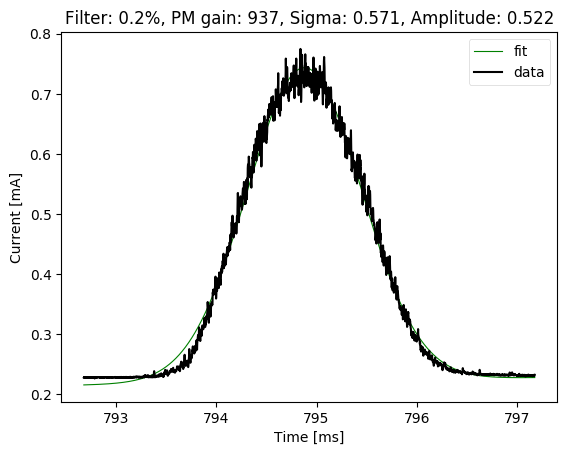 Filter: 0.2%, PM gain: 937, Sigma: 0.571, Amplitude: 0.522
fit
data
0.8
0.7
0.6
0.5
0.4
0.3
0.2
Current [mA]
793 794 795 796 797
Time [ms]